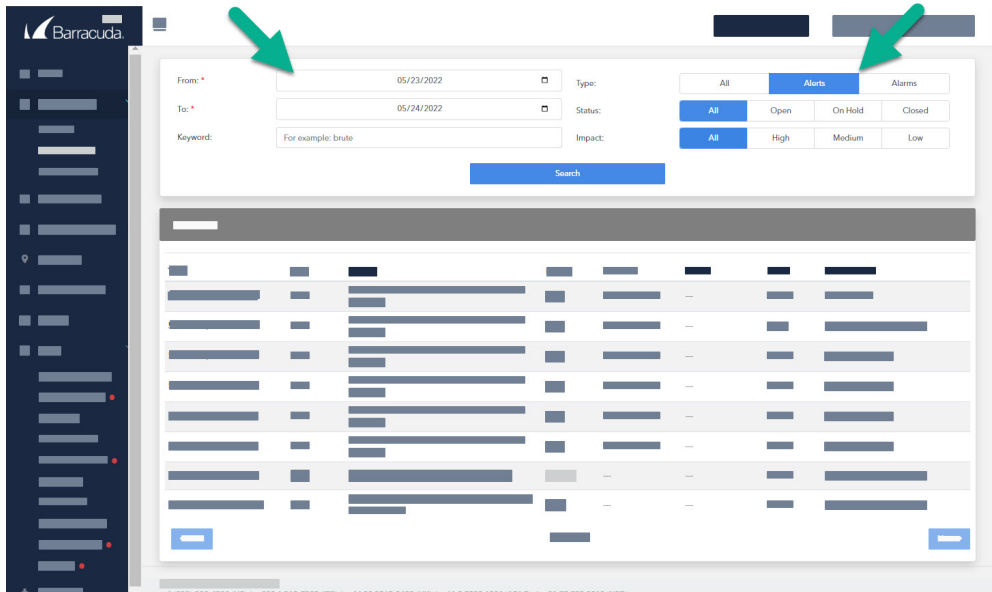 Barracuda.
From: * 05/23/2022 Type: All Alerts Alarms
To: * 05/24/2022 Status: All Open On Hold Closed
Keyword: For example: brute Impact: All High Medium Low
Search